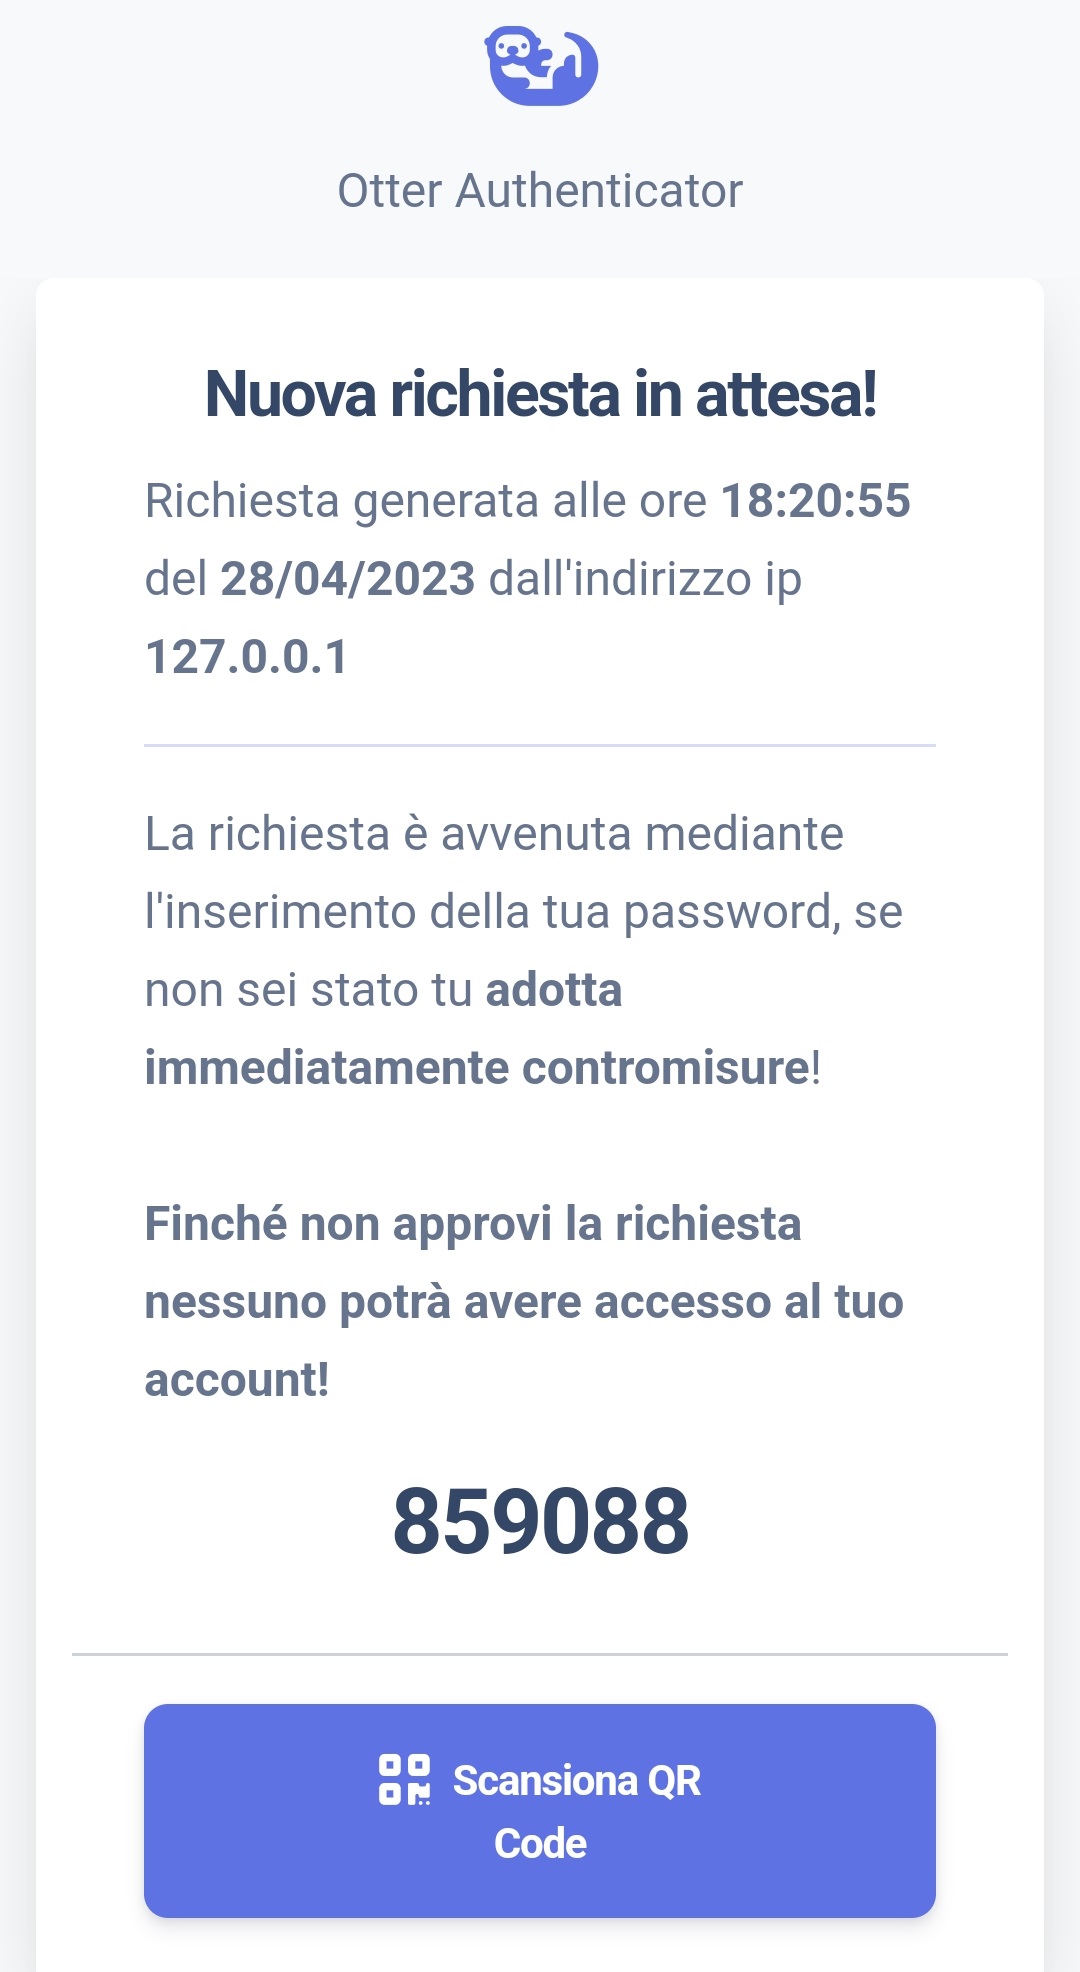 Otter Authenticator
Nuova richiesta in attesa!
Richiesta generata alle ore 18:20:55
del 28/04/2023 dall'indirizzo ip
127.0.0.1
La richiesta è avvenuta mediante
l'inserimento della tua password, se
non sei stato tu adotta
immediatamente contromisure!
Finché non approvi la richiesta
nessuno potrà avere accesso al tuo
account!
859088
Scansiona QR
Code